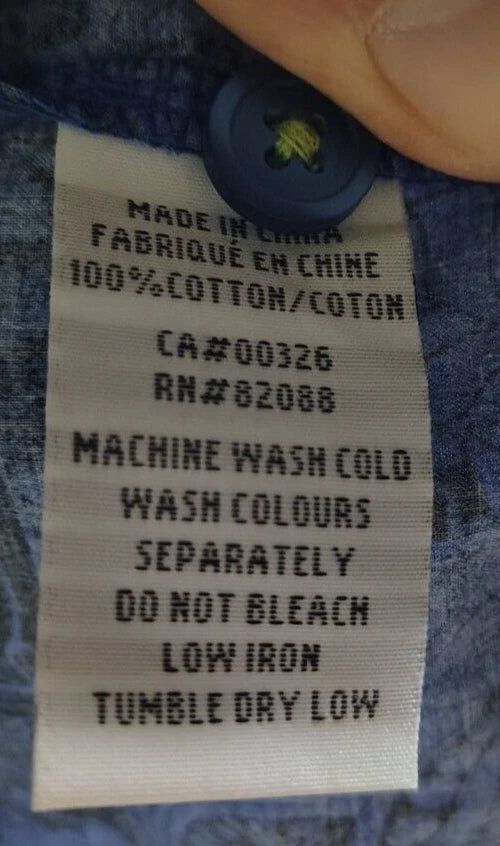 MADE IN CHINA
FABRIQUÉ EN CHINE
100%COTTON/COTON
CA#00326
RN#82088
MACHINE WASH COLD
WASH COLOURS
SEPARATELY
DO NOT BLEACH
LOW IRON
TUMBLE DRY LOW